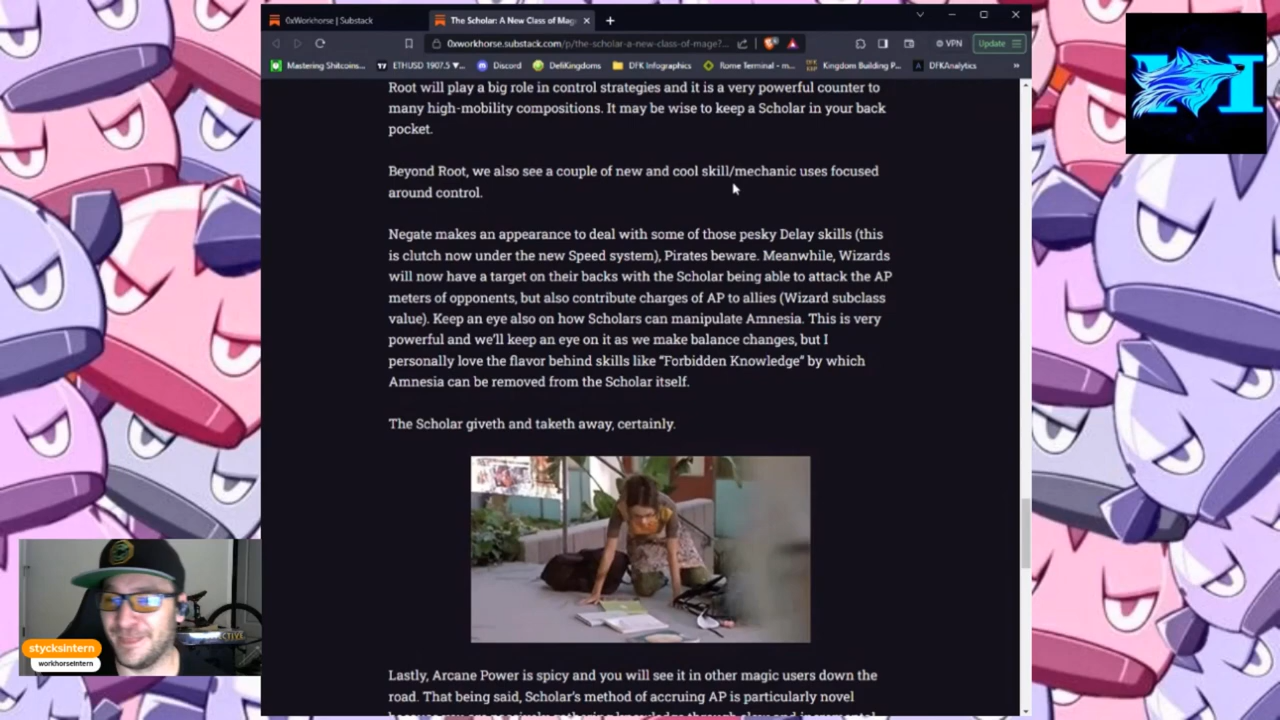 0xWorkhorse | Substack
The Scholar: A New Class of Mag
0xworkhorse.substack.com/p/the-scholar-a-new-class-of-mage?...
VPN
Update
Mastering Shitcoins...
ETHUSD 1907.5 ▼...
Discord
DefiKingdoms
DFK Infographics
Rome Terminal - m...
Kingdom Building P...
DFKAnalytics
»
Root will play a big role in control strategies and it is a very powerful counter to
many high-mobility compositions. It may be wise to keep a Scholar in your back
pocket.
Beyond Root, we also see a couple of new and cool skill/mechanic uses focused
around control.
Negate makes an appearance to deal with some of those pesky Delay skills (this
is clutch now under the new Speed system), Pirates beware. Meanwhile, Wizards
will now have a target on their backs with the Scholar being able to attack the AP
meters of opponents, but also contribute charges of AP to allies (Wizard subclass
value). Keep an eye also on how Scholars can manipulate Amnesia. This is very
powerful and we'll keep an eye on it as we make balance changes, but I
personally love the flavor behind skills like “Forbidden Knowledge” by which
Amnesia can be removed from the Scholar itself.
The Scholar giveth and taketh away, certainly.
Lastly, Arcane Power is spicy and you will see it in other magic users down the
road. That being said, Scholar's method of accruing AP is particularly novel
stycksintern
workhorseintern